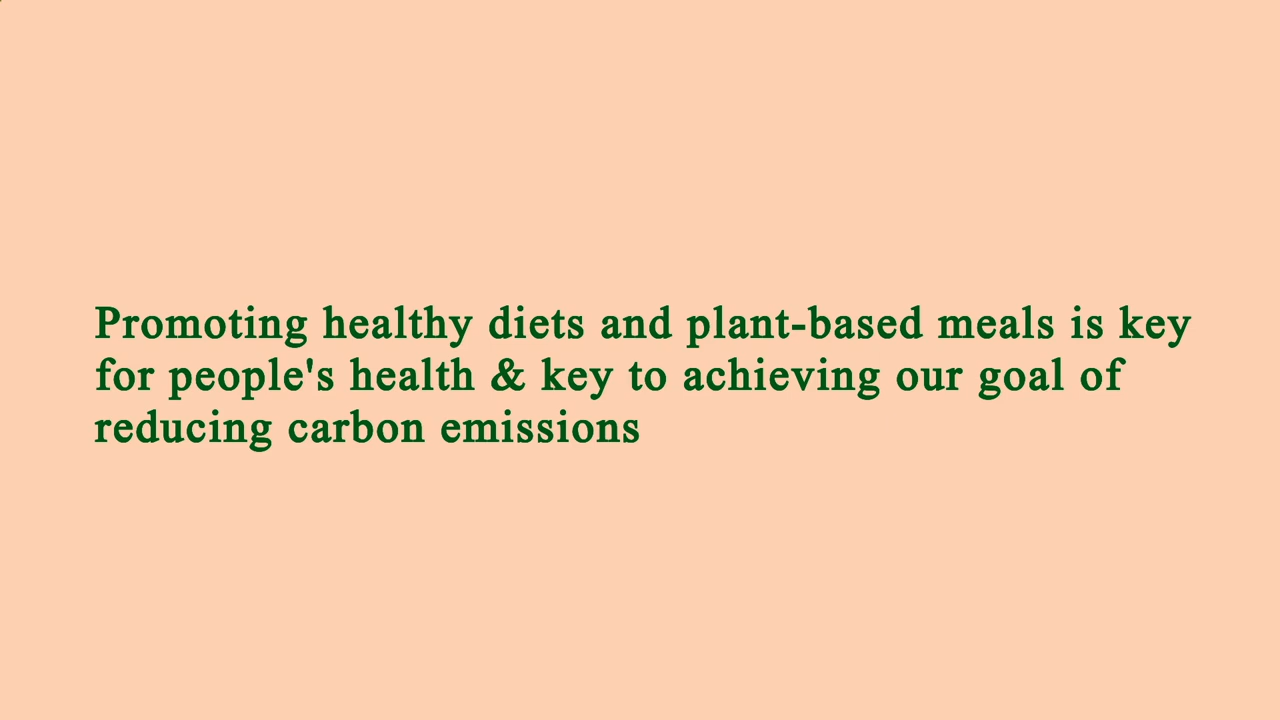 Promoting healthy diets and plant-based meals is key
for people's health & key to achieving our goal of
reducing carbon emissions